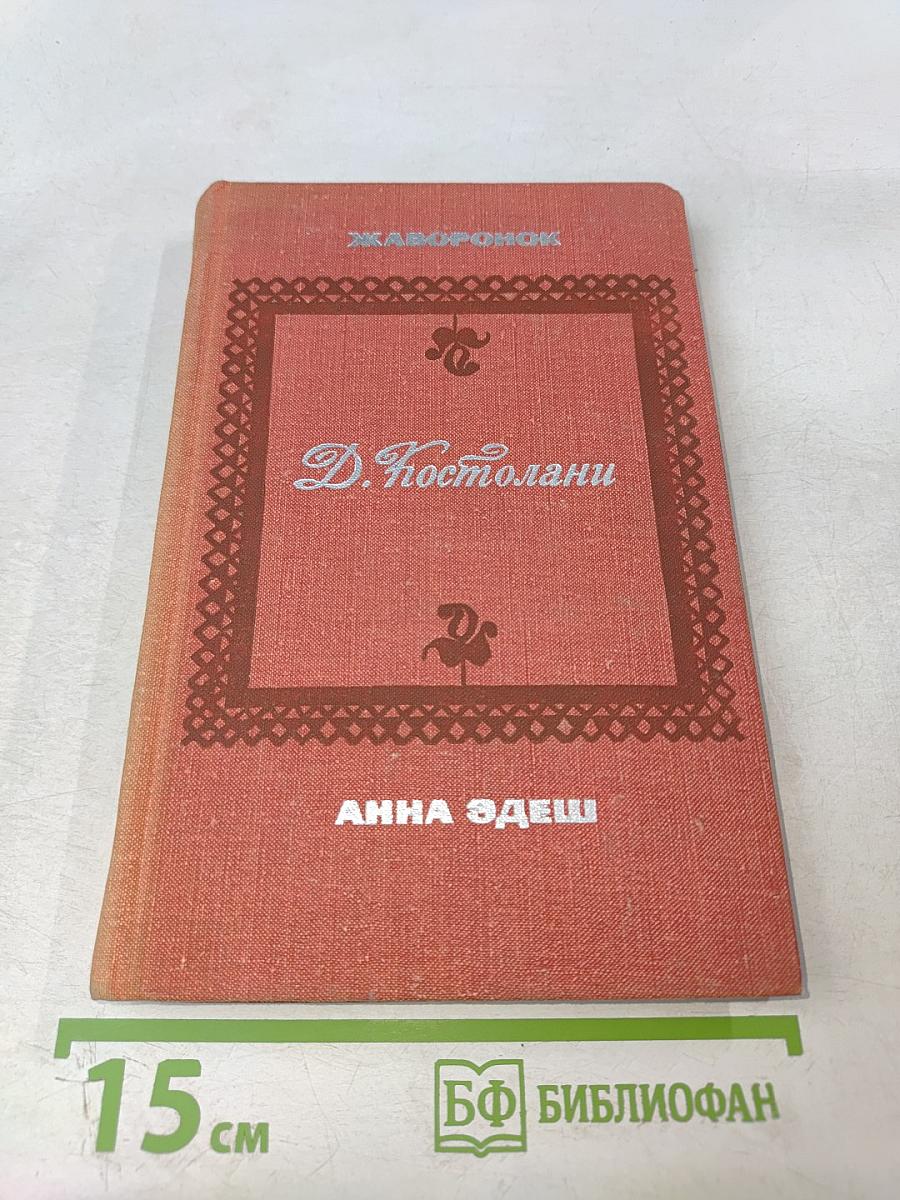 ЖАВОРОНОК
Д. Костолани
АННА ЭДЕШ
15 см
БФ БИБЛИОФАН